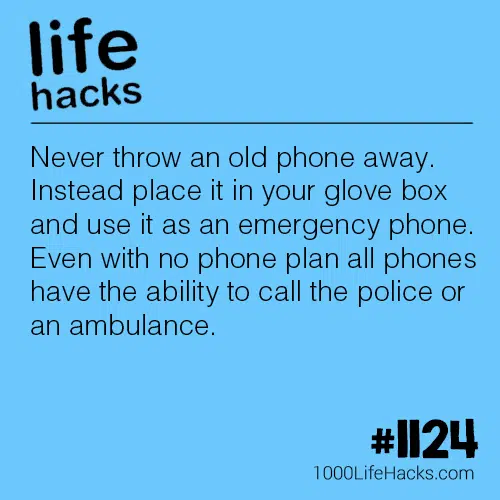 life
hacks
Never throw an old phone away.
Instead place it in your glove box
and use it as an emergency phone.
Even with no phone plan all phones
have the ability to call the police or
an ambulance.
#1124
1000LifeHacks.com